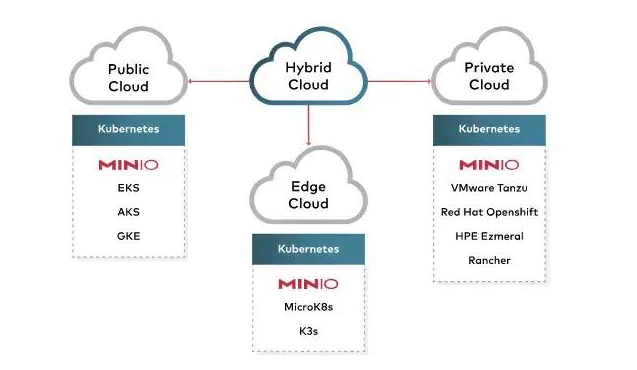 Public
Cloud
Hybrid
Cloud
Private
Cloud
Kubernetes
MINIO
EKS
AKS
GKE
Edge
Cloud
Kubernetes
MINIO
MicroK8s
K3s
Kubernetes
MINIO
VMware Tanzu
Red Hat Openshift
HPE Ezmeral
Rancher